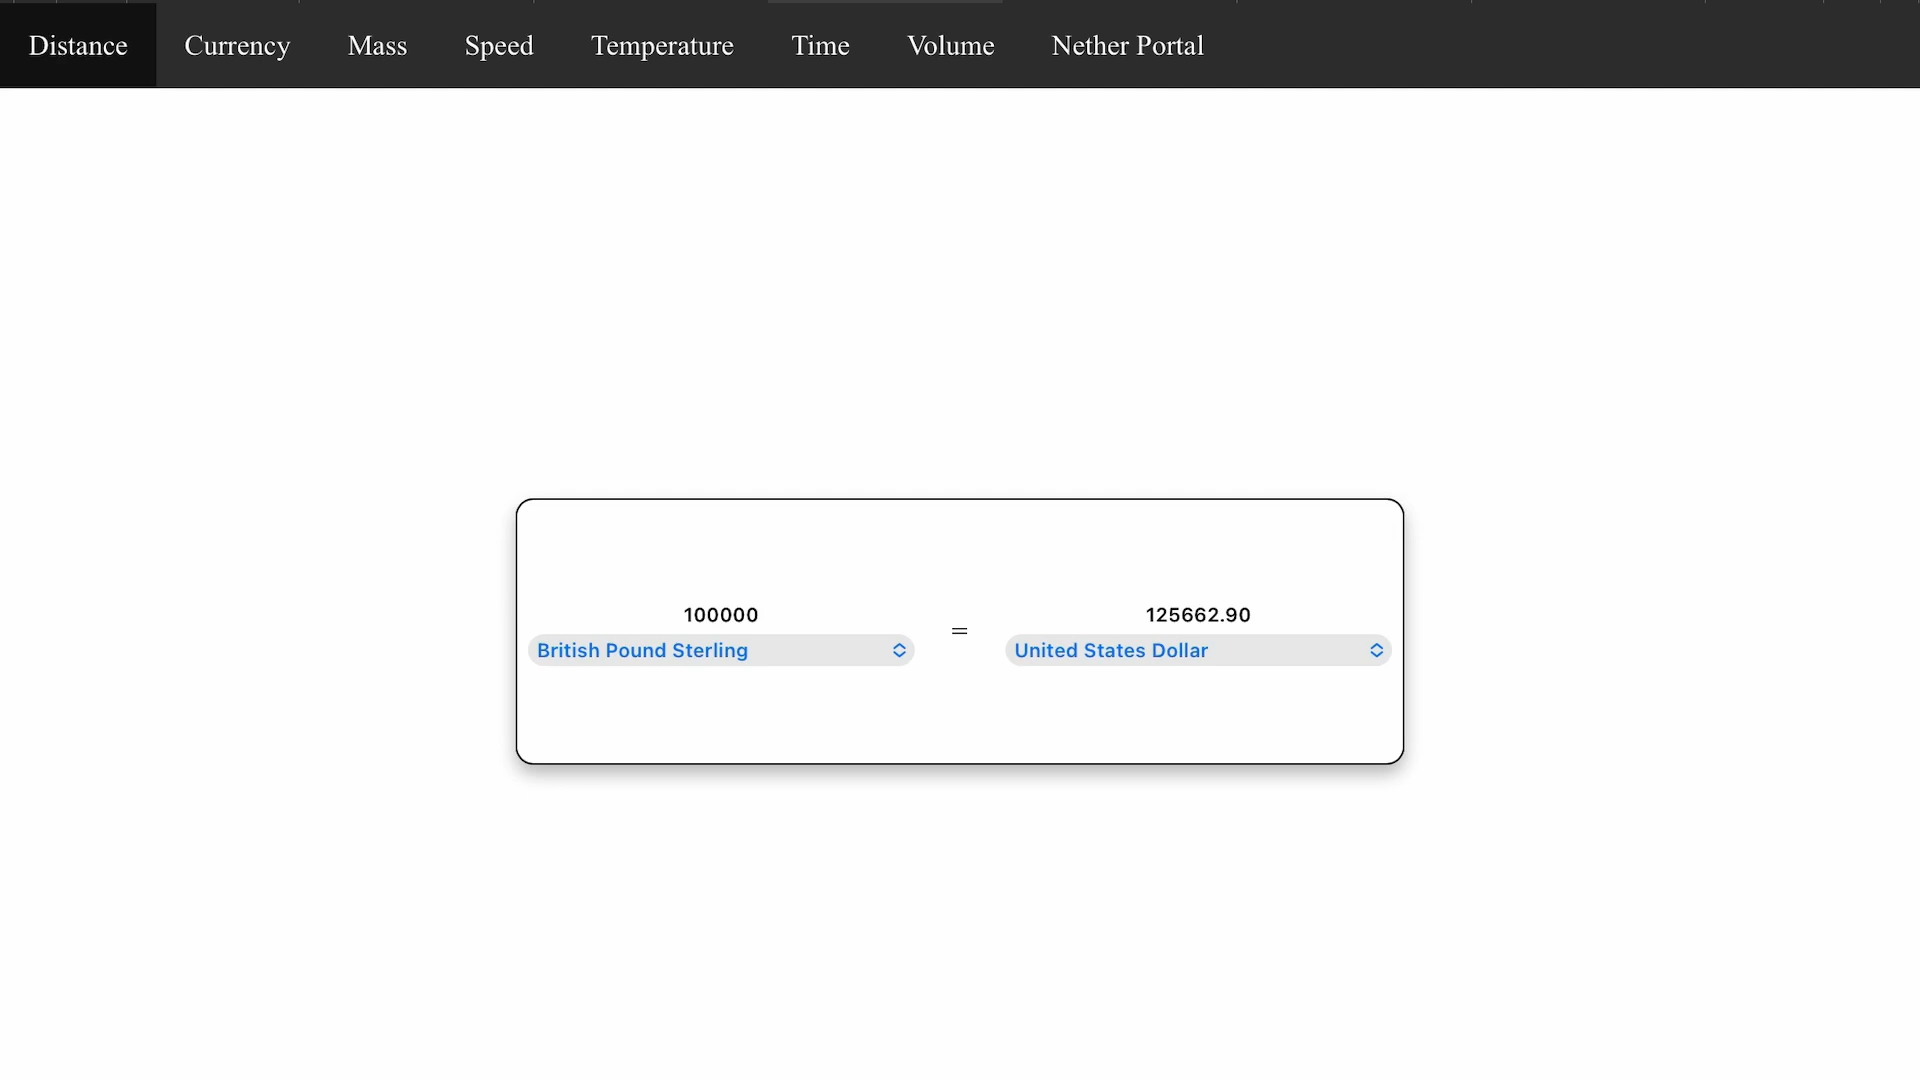 Distance Currency Mass Speed Temperature Time Volume Nether Portal
100000 = 125662.90
British Pound Sterling United States Dollar